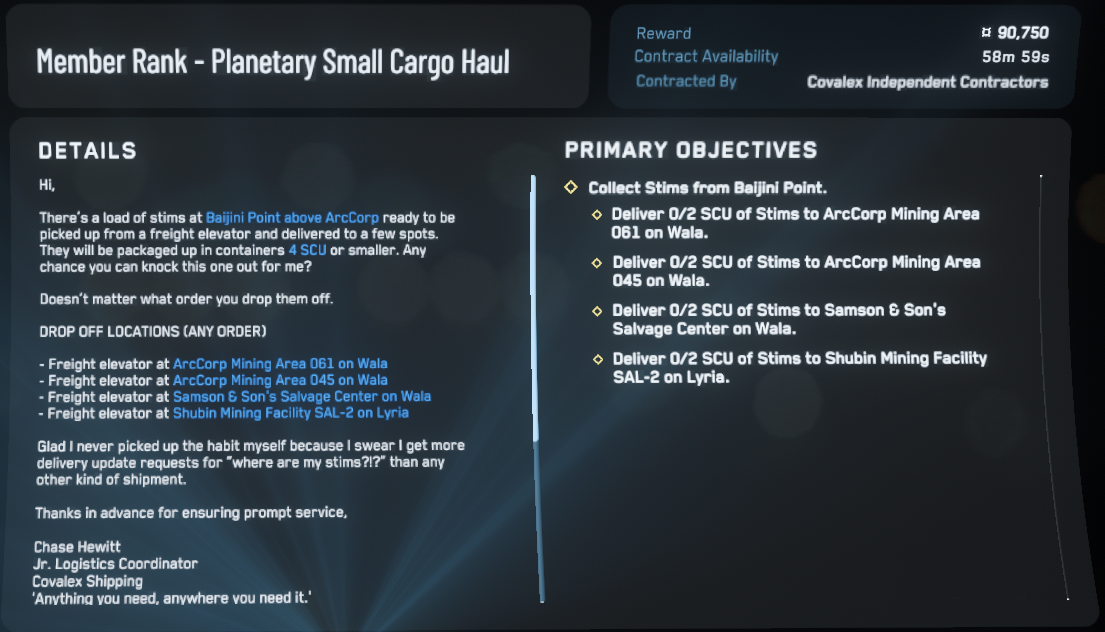 Member Rank - Planetary Small Cargo Haul
Reward ¤ 90,750
Contract Availability 58m 59s
Contracted By Covalex Independent Contractors
DETAILS
Hi,
There's a load of stims at Baijini Point above ArcCorp ready to be
picked up from a freight elevator and delivered to a few spots.
They will be packaged up in containers 4 SCU or smaller. Any
chance you can knock this one out for me?
Doesn't matter what order you drop them off.
DROP OFF LOCATIONS (ANY ORDER)
- Freight elevator at ArcCorp Mining Area 061 on Wala
- Freight elevator at ArcCorp Mining Area 045 on Wala
- Freight elevator at Samson & Son's Salvage Center on Wala
- Freight elevator at Shubin Mining Facility SAL-2 on Lyria
Glad I never picked up the habit myself because I swear I get more
delivery update requests for "where are my stims?!?" than any
other kind of shipment.
Thanks in advance for ensuring prompt service,
Chase Hewitt
Jr. Logistics Coordinator
Covalex Shipping
'Anything you need, anywhere you need it.'
PRIMARY OBJECTIVES
Collect Stims from Baijini Point.
Deliver 0/2 SCU of Stims to ArcCorp Mining Area
061 on Wala.
Deliver 0/2 SCU of Stims to ArcCorp Mining Area
045 on Wala.
Deliver 0/2 SCU of Stims to Samson & Son's
Salvage Center on Wala.
Deliver 0/2 SCU of Stims to Shubin Mining Facility
SAL-2 on Lyria.